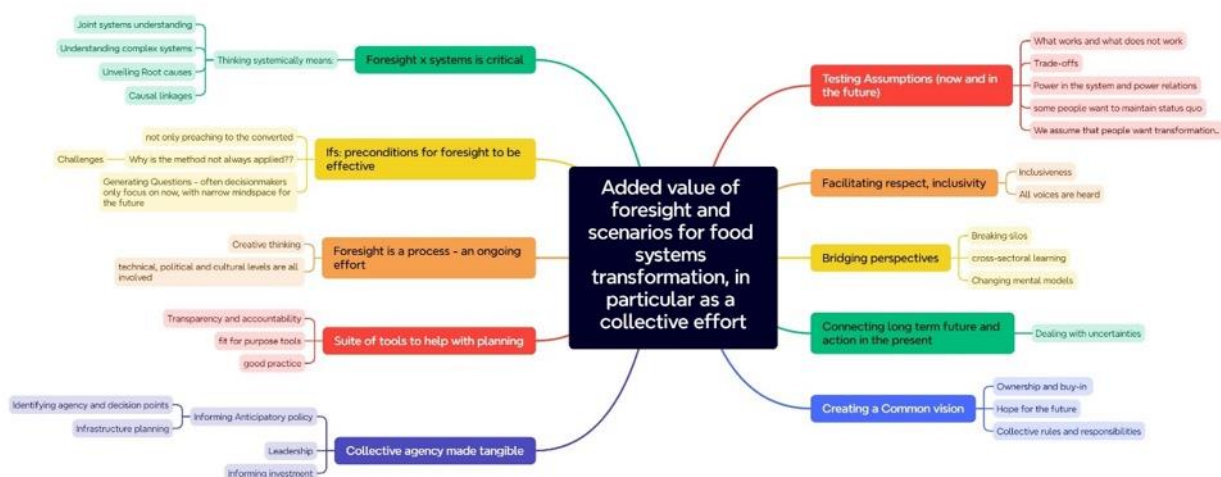 Joint systems understanding
Understanding complex systems
Unveiling Root causes
Causal linkages
Thinking systemically means:
Foresight x systems is critical
not only preaching to the converted
Challenges
Why is the method not always applied??
Generating Questions - often decisionmakers
only focus on now, with narrow mindspace for
the future
Ifs: preconditions for foresight to be
effective
Creative thinking
technical, political and cultural levels are all
involved
Foresight is a process - an ongoing
effort
Transparency and accountability
fit for purpose tools
good practice
Suite of tools to help with planning
Identifying agency and decision points
Infrastructure planning
Informing Anticipatory policy
Leadership
Informing investment
Collective agency made tangible
Added value of
foresight and
scenarios for food
systems
transformation, in
particular as a
collective effort
Testing Assumptions (now and in
the future)
What works and what does not work
Trade-offs
Power in the system and power relations
some people want to maintain status quo
We assume that people want transformation...
Facilitating respect, inclusivity
Inclusiveness
All voices are heard
Bridging perspectives
Breaking silos
cross-sectoral learning
Changing mental models
Connecting long term future and
action in the present
Dealing with uncertainties
Creating a Common vision
Ownership and buy-in
Hope for the future
Collective rules and responsibilities